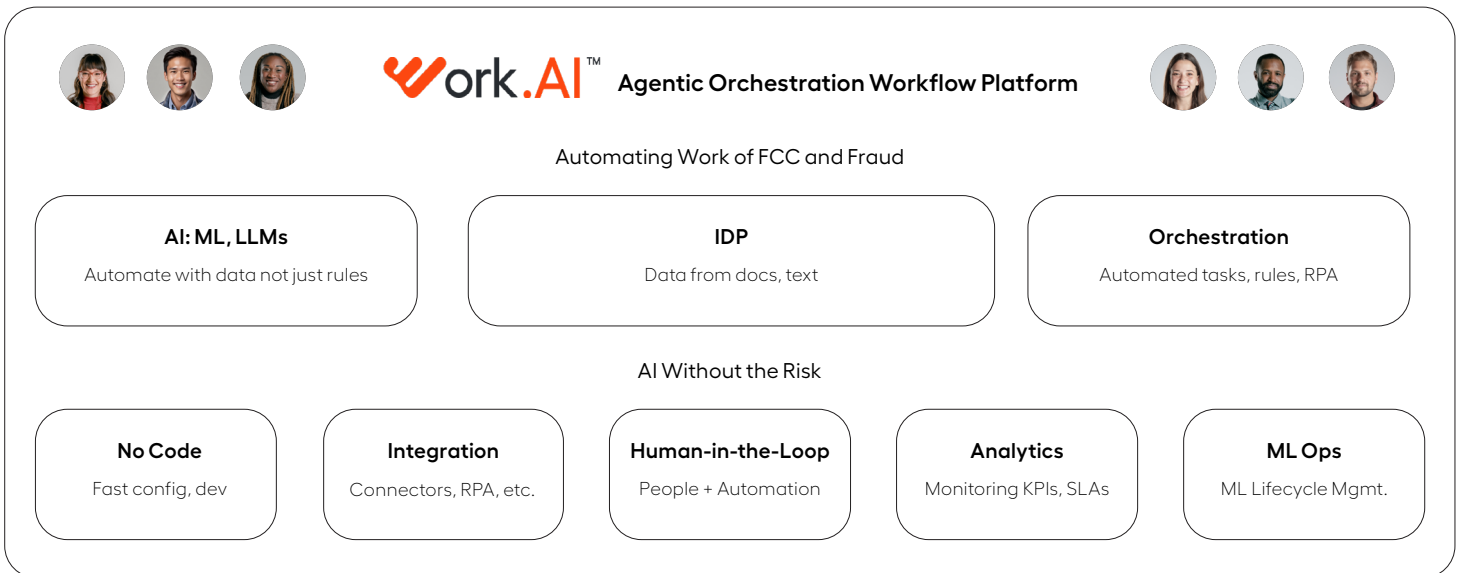 Work.AI™ Agentic Orchestration Workflow Platform
Automating Work of FCC and Fraud
AI: ML, LLMs
Automate with data not just rules
IDP
Data from docs, text
Orchestration
Automated tasks, rules, RPA
AI Without the Risk
No Code
Fast config, dev
Integration
Connectors, RPA, etc.
Human-in-the-Loop
People + Automation
Analytics
Monitoring KPIs, SLAs
ML Ops
ML Lifecycle Mgmt.